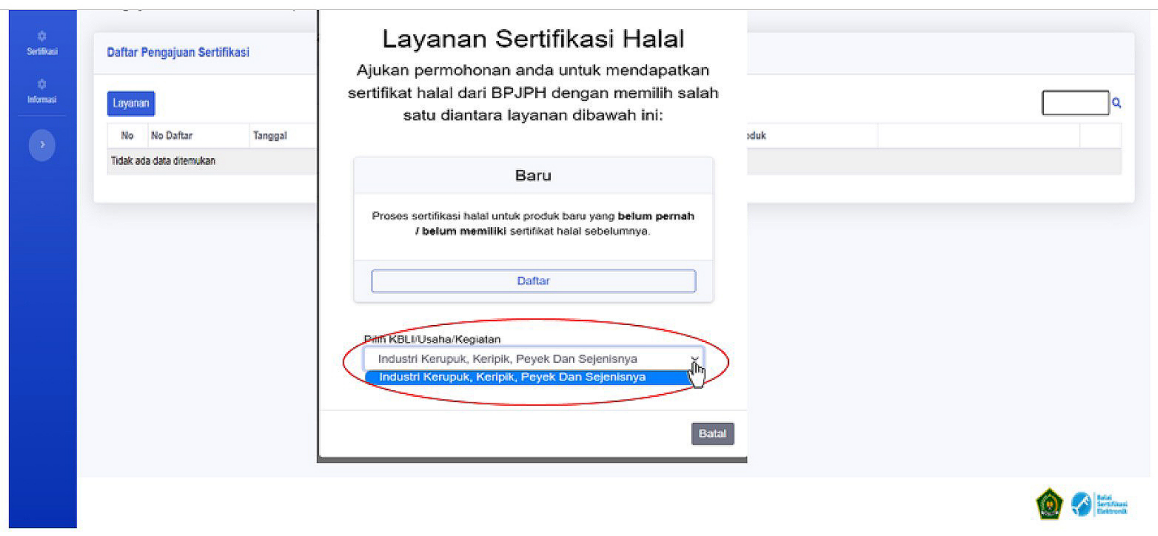 Sertifikasi
Informasi
Daftar Pengajuan Sertifikasi
Layanan
No No Daftar Tanggal
Tidak ada data ditemukan
Layanan Sertifikasi Halal
Ajukan permohonan anda untuk mendapatkan
sertifikat halal dari BPJPH dengan memilih salah
satu diantara layanan dibawah ini:
Baru
Proses sertifikasi halal untuk produk baru yang belum pernah
/ belum memiliki sertifikat halal sebelumnya.
Daftar
Pilih KBLI/Usaha/Kegiatan
Industri Kerupuk, Keripik, Peyek Dan Sejenisnya
Industri Kerupuk, Keripik, Peyek Dan Sejenisnya
Batal
Balai
Sertifikasi
Elektronik